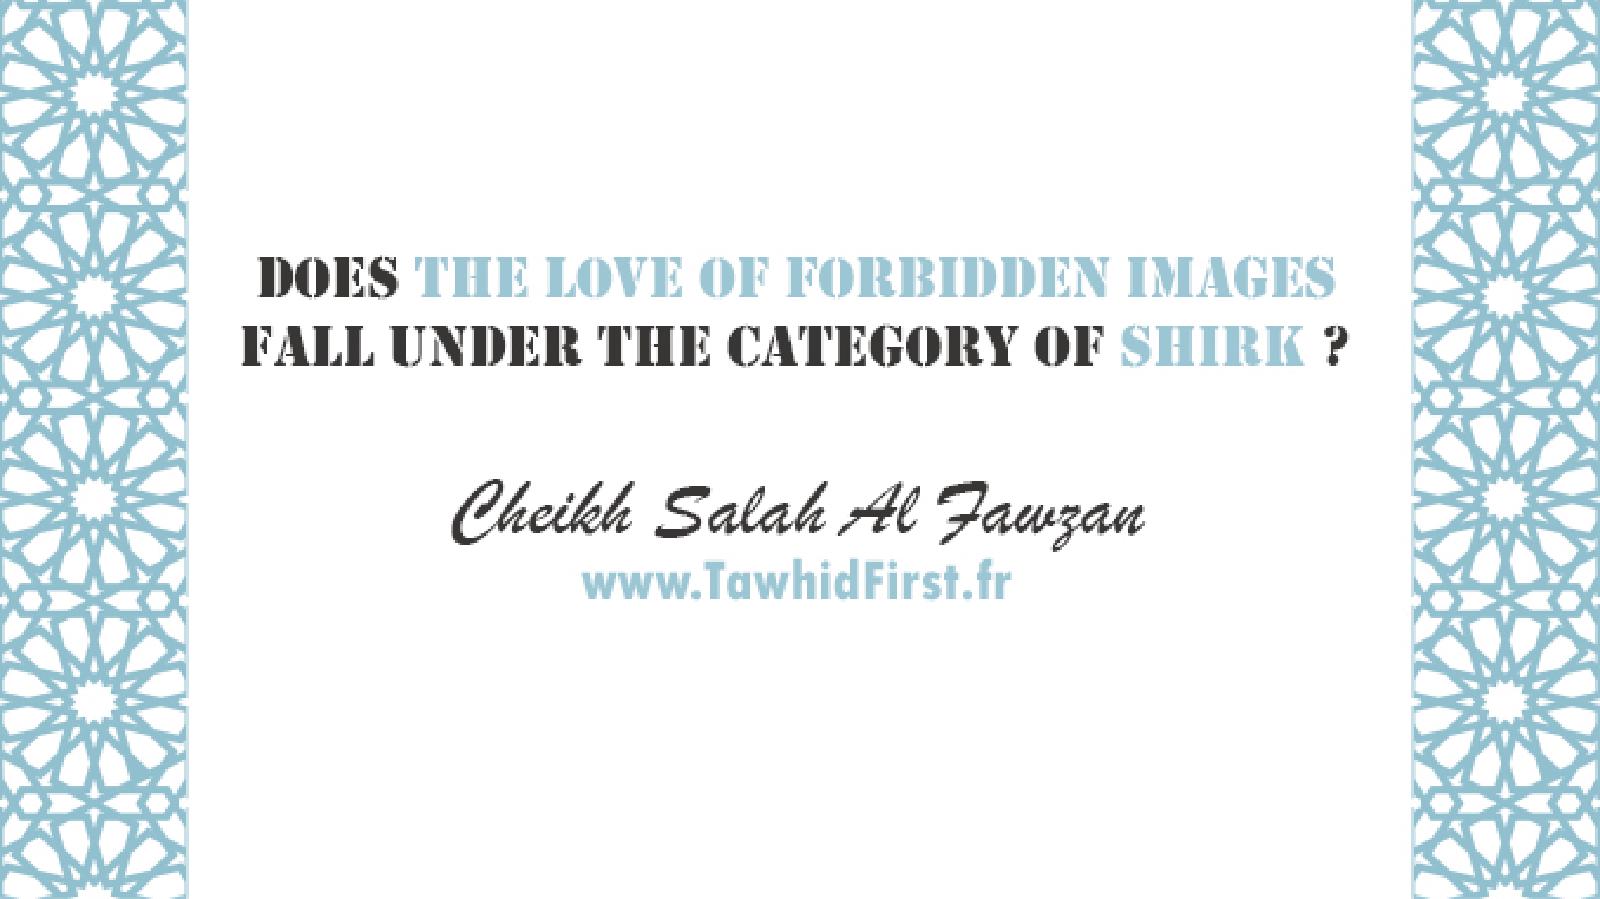 DOES THE LOVE OF FORBIDDEN IMAGES
FALL UNDER THE CATEGORY OF SHIRK ?
Cheikh Salah Al Fawzan
www.TawhidFirst.fr